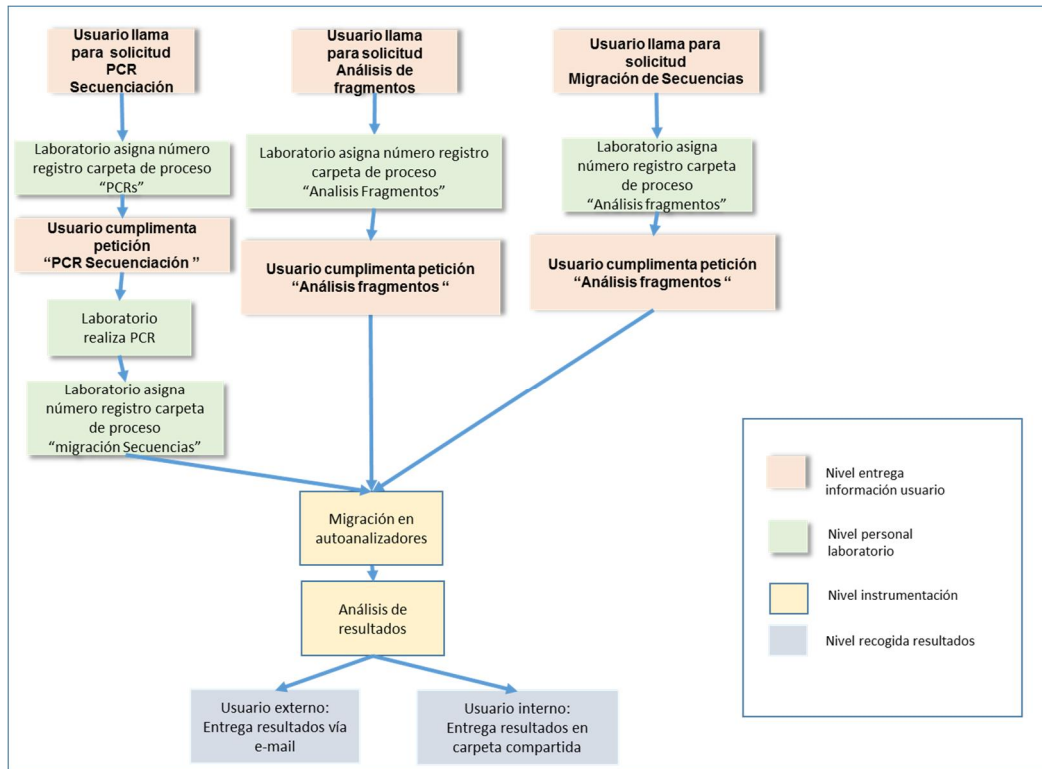 Usuario llama
para solicitud
PCR
Secuenciación
Laboratorio asigna número
registro carpeta de proceso
“PCRs”
Usuario cumplimenta
petición
“PCR Secuenciación ”
Laboratorio
realiza PCR
Laboratorio asigna
número registro carpeta
de proceso
“migración Secuencias”
Usuario llama
para solicitud
Análisis de
fragmentos
Laboratorio asigna número registro
carpeta de proceso
“Analisis Fragmentos”
Usuario cumplimenta petición
“Análisis fragmentos “
Usuario llama para
solicitud
Migración de Secuencias
Laboratorio asigna
número registro carpeta
de proceso
“Análisis fragmentos”
Usuario cumplimenta petición
“Análisis fragmentos “
Migración en
autoanalizadores
Análisis de
resultados
Usuario externo:
Entrega resultados vía
e-mail
Usuario interno:
Entrega resultados en
carpeta compartida
Nivel entrega
información usuario
Nivel personal
laboratorio
Nivel instrumentación
Nivel recogida resultados